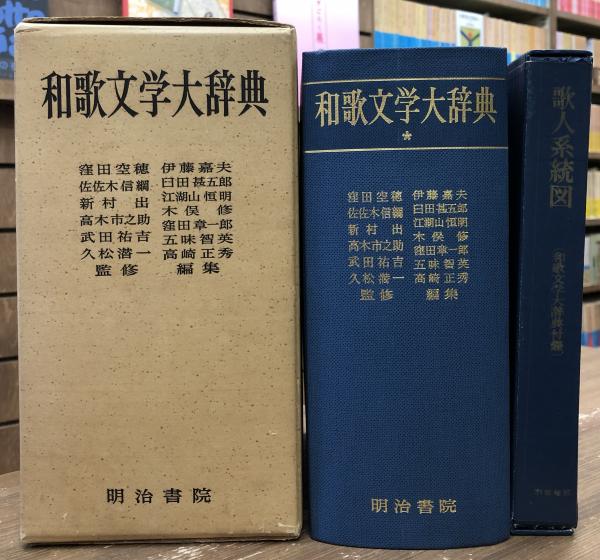 和歌文学大辞典
窪田空穂 伊藤嘉夫
佐佐木信綱 臼田甚五郎
新村出 江湖山恒明
高木市之助 木俣修
武田祐吉 窪田章一郎
久松潜一 五味智英
監修 高崎正秀
編集
明治書院
和歌文学大辞典
*
窪田空穂 伊藤嘉夫
佐佐木信綱 臼田甚五郎
新村出 江湖山恒明
高木市之助 木俣修
武田祐吉 窪田章一郎
久松潜一 五味智英
監修 高崎正秀
編集
明治書院
歌人系統図
(和歌文学大辞典付録)
明治書院